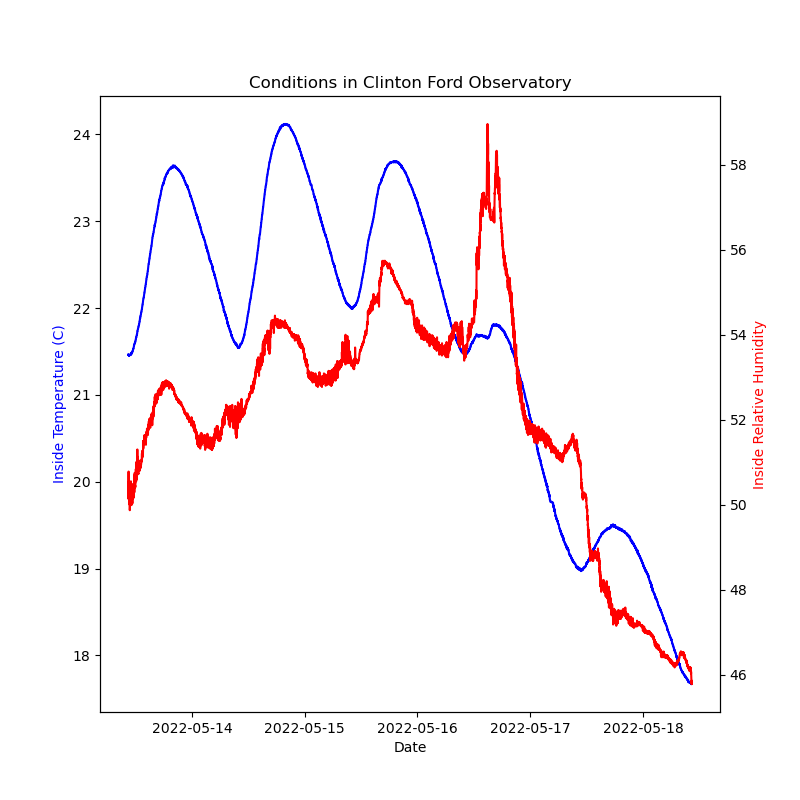 Conditions in Clinton Ford Observatory
24
23
22
21
20
19
18
Inside Temperature (C)
58
56
54
52
50
48
46
Inside Relative Humidity
2022-05-14 2022-05-15 2022-05-16 2022-05-17 2022-05-18
Date